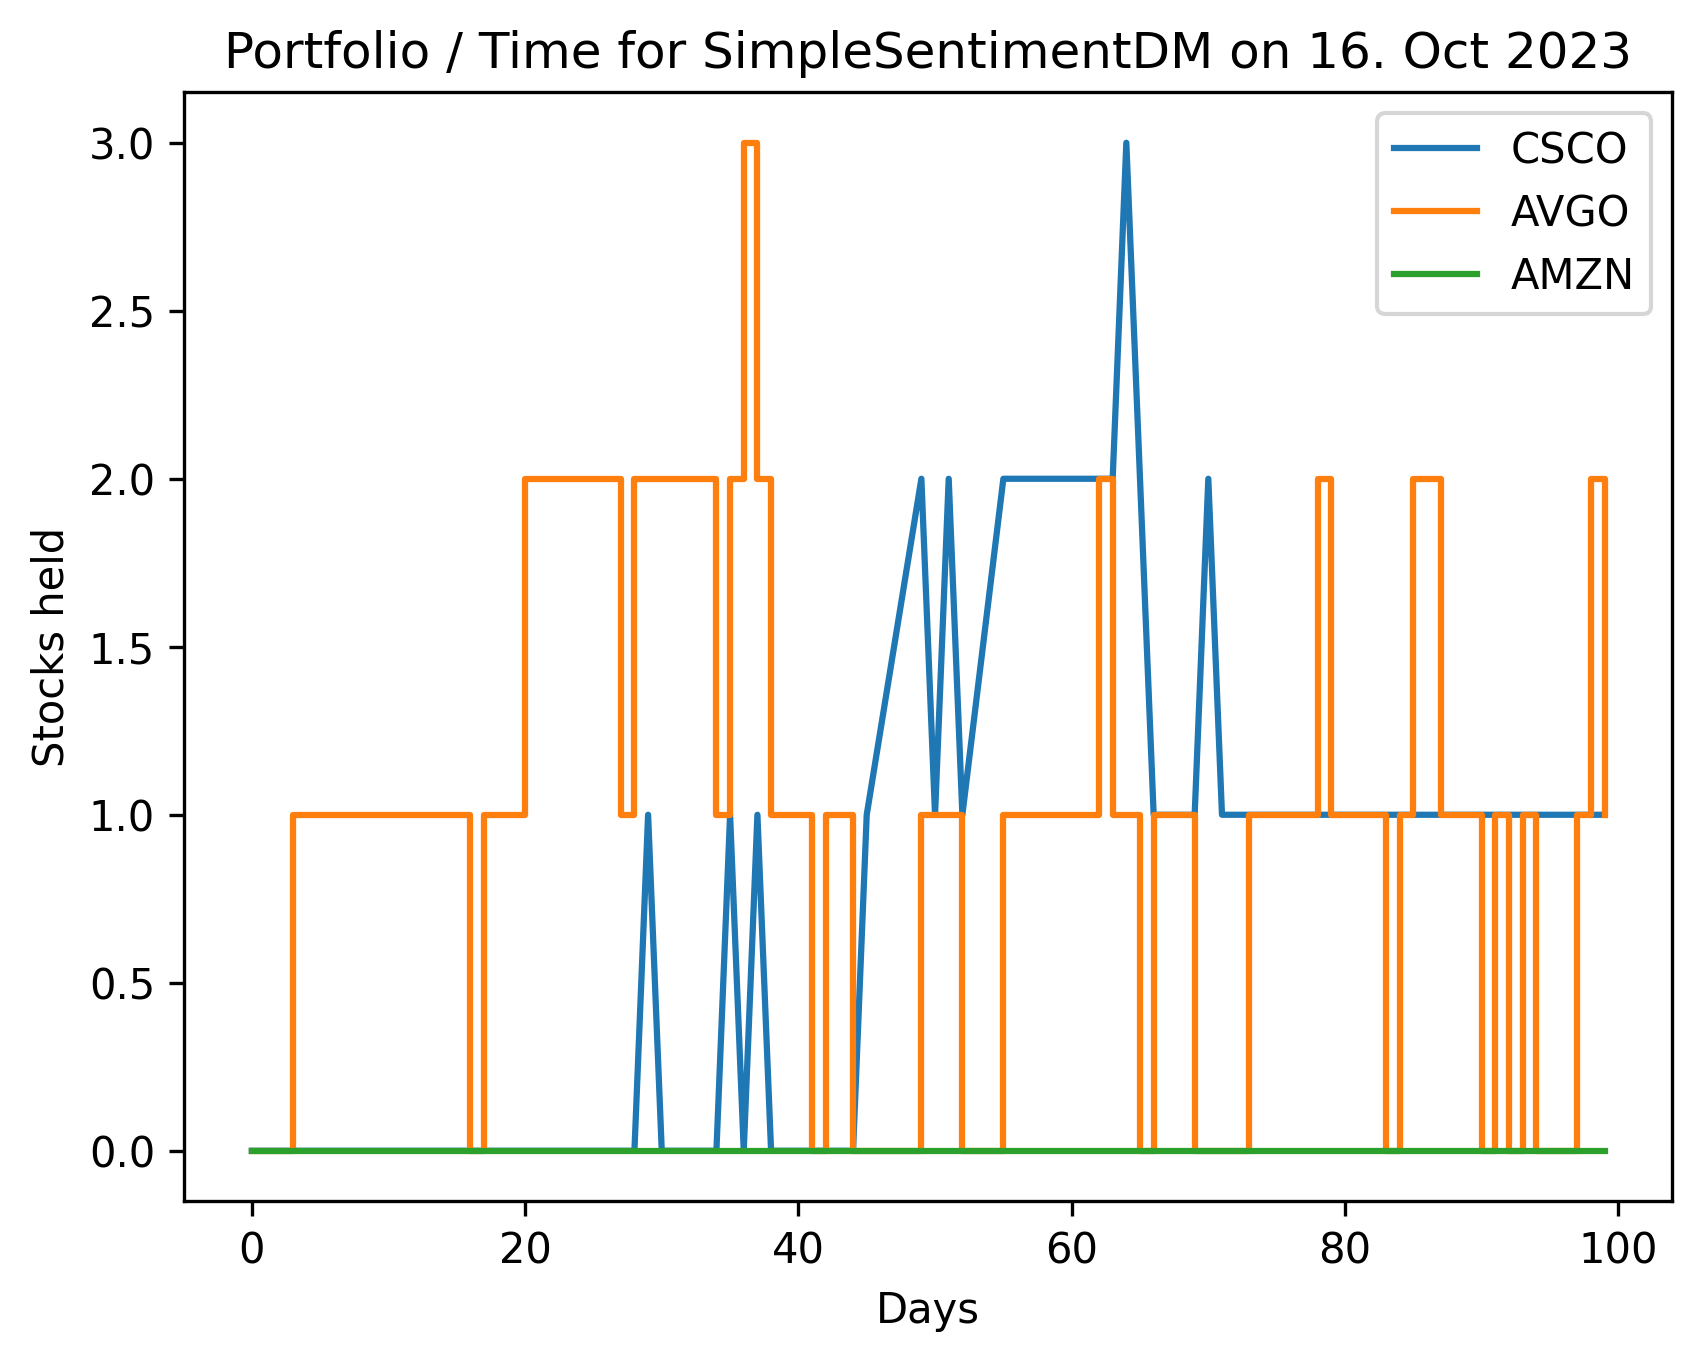 Portfolio / Time for SimpleSentimentDM on 16. Oct 2023
CSCO
AVGO
AMZN
Stocks held
3.0
2.5
2.0
1.5
1.0
0.5
0.0
0 20 40 60 80 100
Days